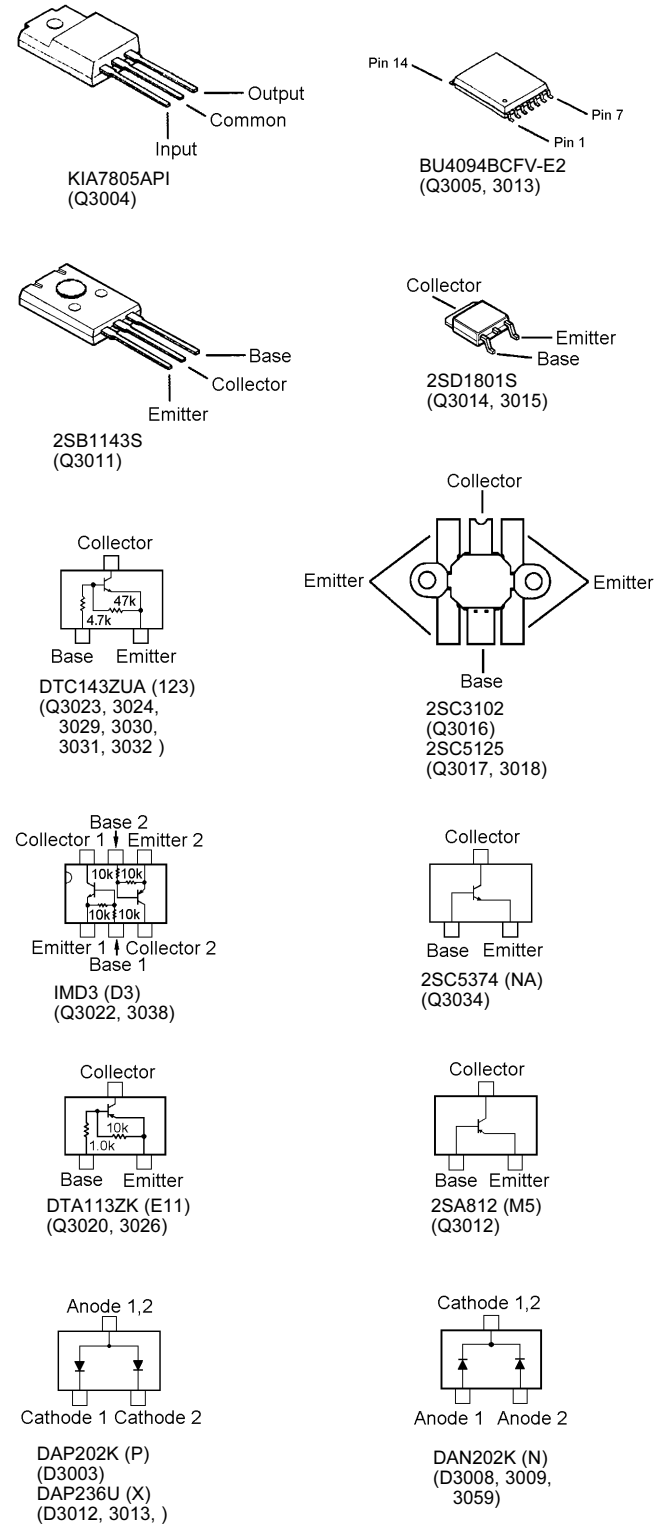 Output
Common
Input
KIA7805API
(Q3004)
Pin 14
Pin 7
Pin 1
BU4094BCFV-E2
(Q3005, 3013)
Base
Collector
Emitter
2SB1143S
(Q3011)
Collector
Emitter
Base
2SD1801S
(Q3014, 3015)
Collector
47k
4.7k
Base Emitter
DTC143ZUA (123)
(Q3023, 3024,
3029, 3030,
3031, 3032 )
Collector
Emitter
Emitter
Base
2SC3102
(Q3016)
2SC5125
(Q3017, 3018)
Base 2
Collector 1 Emitter 2
10k 10k
10k 10k
Emitter 1 Collector 2
Base 1
IMD3 (D3)
(Q3022, 3038)
Collector
Base Emitter
2SC5374 (NA)
(Q3034)
Collector
10k
1.0k
Base Emitter
DTA113ZK (E11)
(Q3020, 3026)
Collector
Base Emitter
2SA812 (M5)
(Q3012)
Anode 1,2
Cathode 1 Cathode 2
DAP202K (P)
(D3003)
DAP236U (X)
(D3012, 3013, )
Cathode 1,2
Anode 1 Anode 2
DAN202K (N)
(D3008, 3009,
3059)